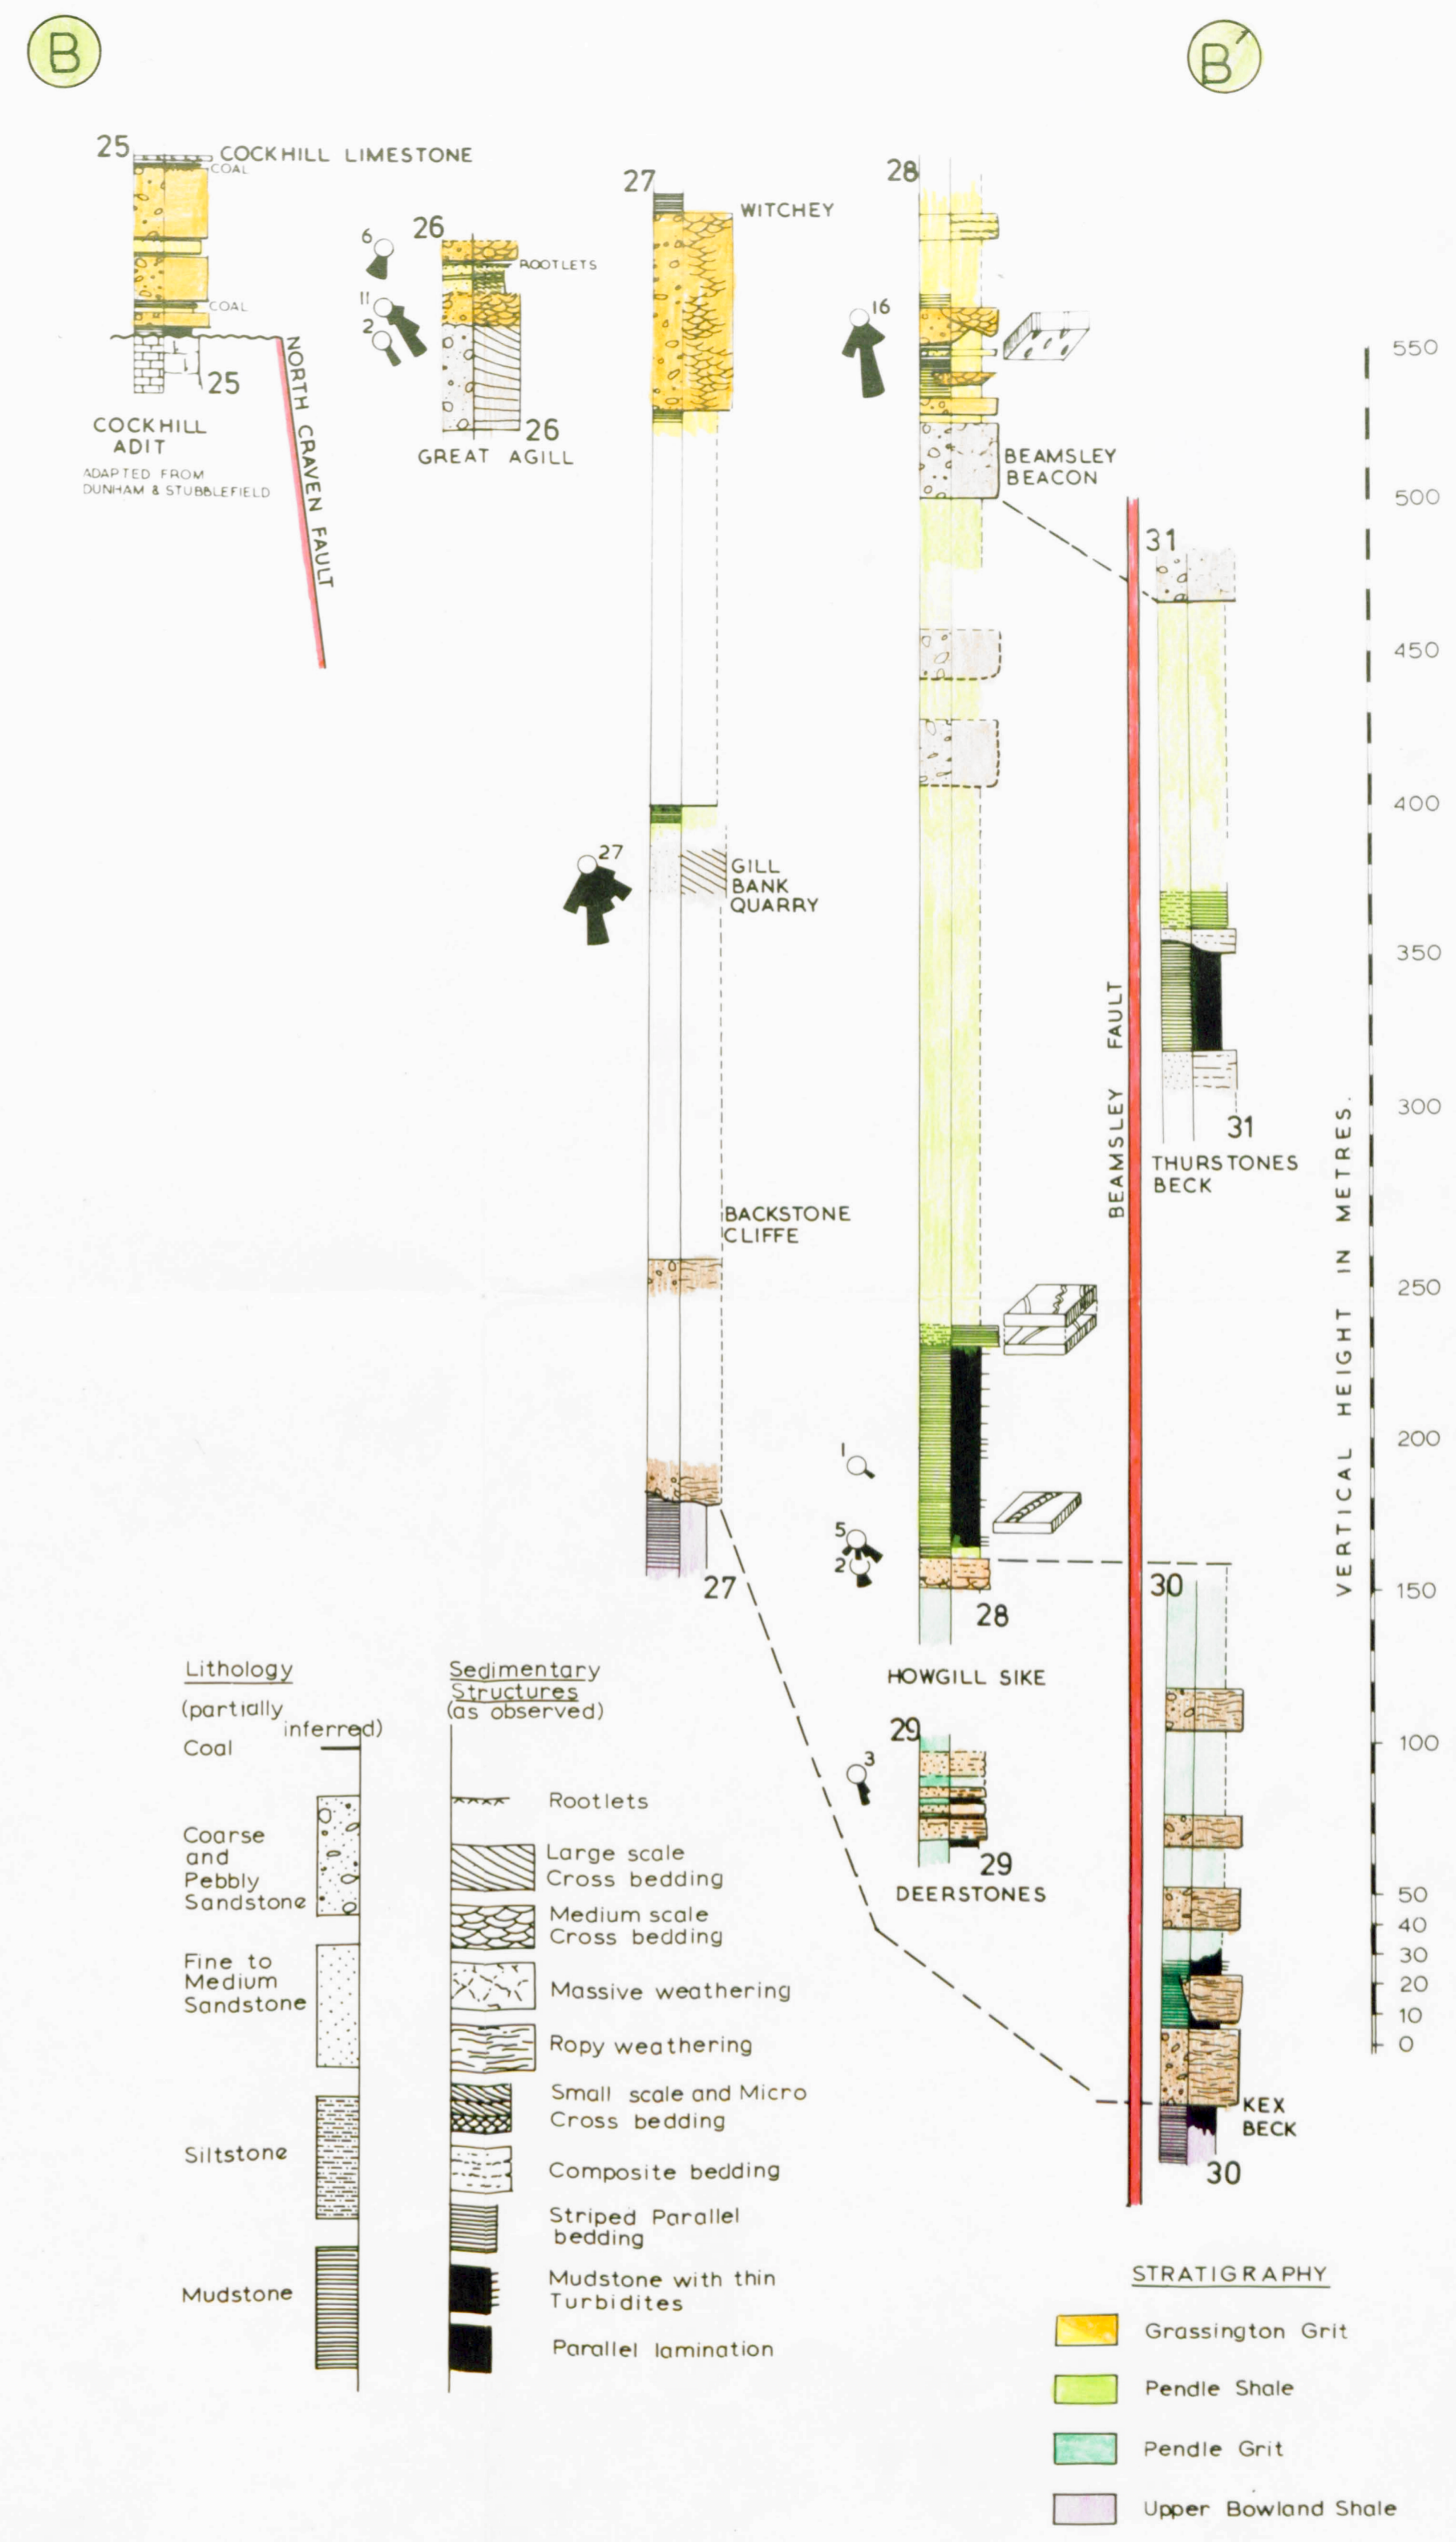 B
B'
25
COCKHILL LIMESTONE
COAL
COAL
25
COCKHILL
ADIT
ADAPTED FROM
DUNHAM & STUBBLEFIELD
NORTH CRAVEN FAULT
6
11
2
26
ROOTLETS
26
GREAT AGILL
27
WITCHEY
27
GILL
BANK
QUARRY
BACKSTONE
CLIFFE
27
28
16
BEAMSLEY
BEACON
1
5
2
28
HOWGILL SIKE
29
3
29
DEERSTONES
BEAMSLEY FAULT
31
31
THURSTONES
BECK
30
KEX
BECK
30
VERTICAL HEIGHT IN METRES.
550
500
450
400
350
300
250
200
150
100
50
40
30
20
10
0
Lithology
(partially
inferred)
Coal
Coarse
and
Pebbly
Sandstone
Fine to
Medium
Sandstone
Siltstone
Mudstone
Sedimentary
Structures
(as observed)
Rootlets
Large scale
Cross bedding
Medium scale
Cross bedding
Massive weathering
Ropy weathering
Small scale and Micro
Cross bedding
Composite bedding
Striped Parallel
bedding
Mudstone with thin
Turbidites
Parallel lamination
STRATIGRAPHY
Grassington Grit
Pendle Shale
Pendle Grit
Upper Bowland Shale